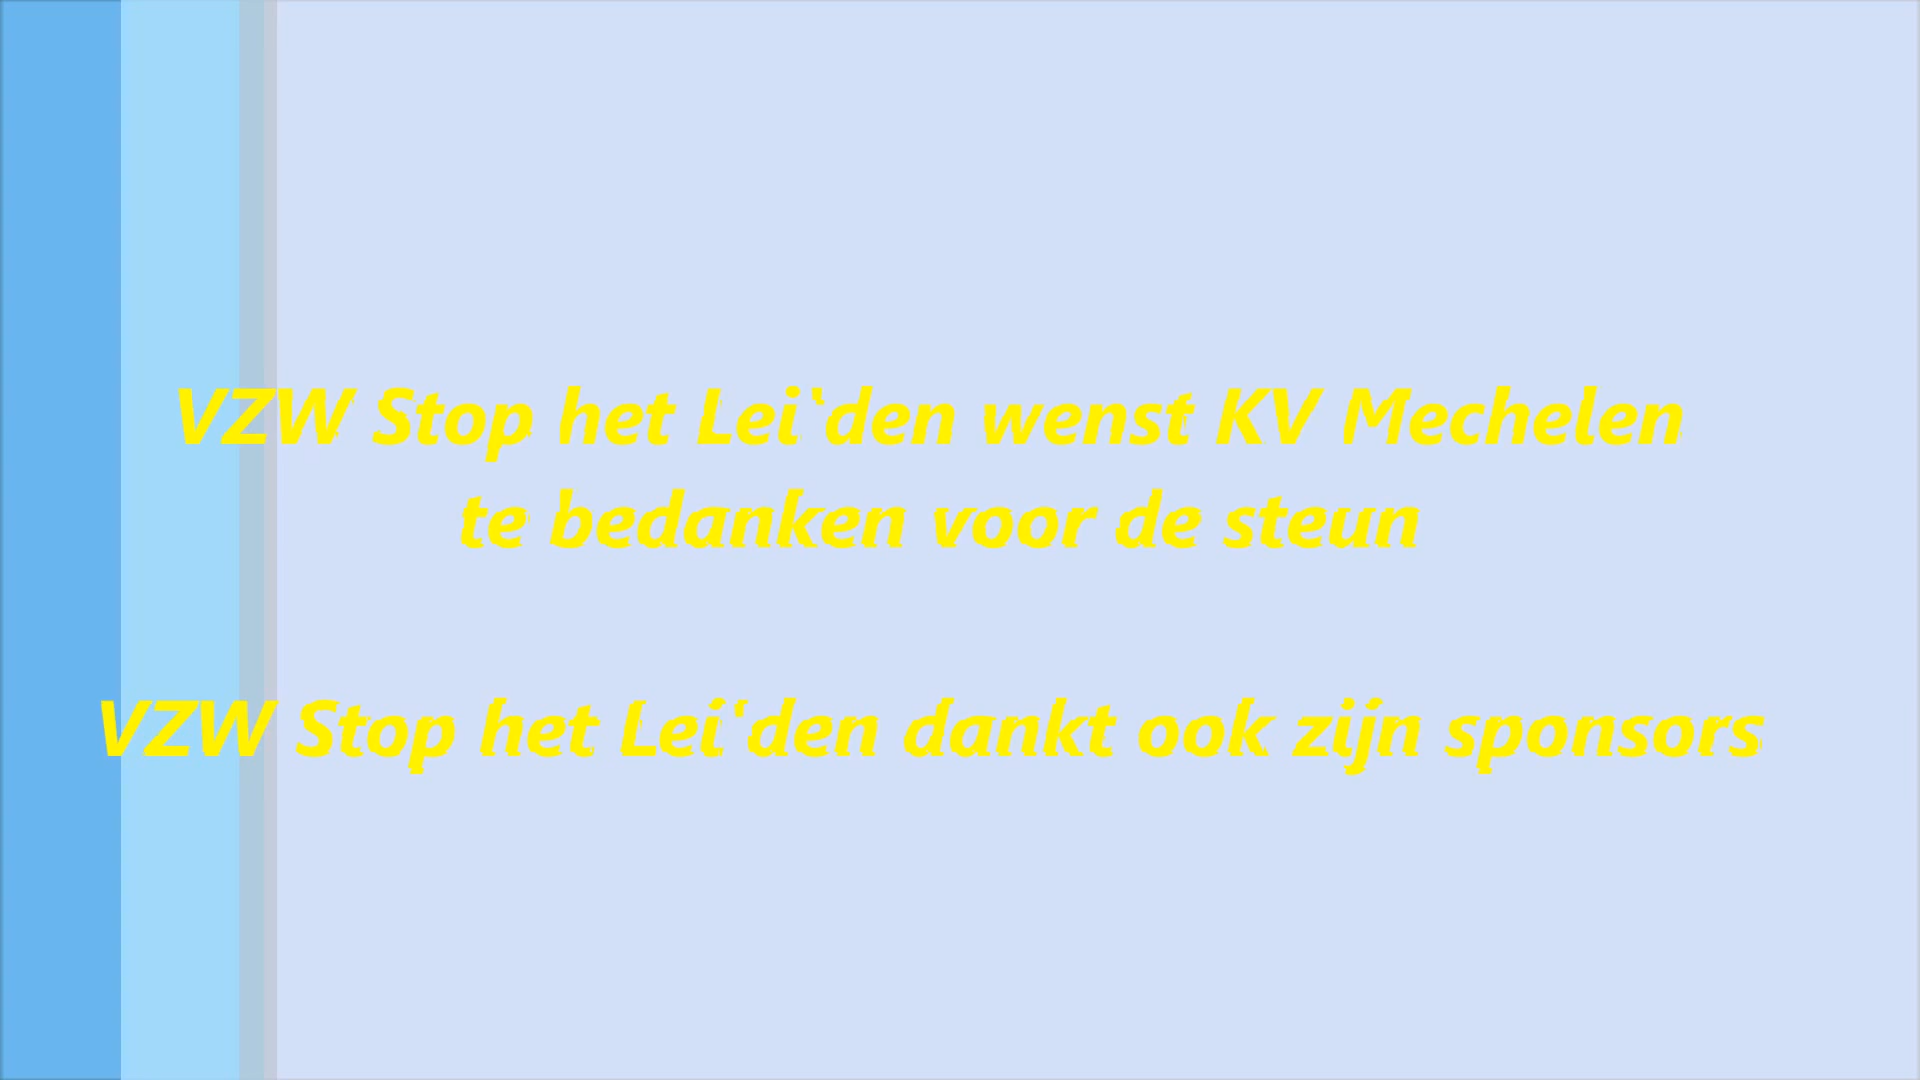 VZW Stop het Lei‵den wenst KV Mechelen
te bedanken voor de steun
VZW Stop het Lei‵den dankt ook zijn sponsors